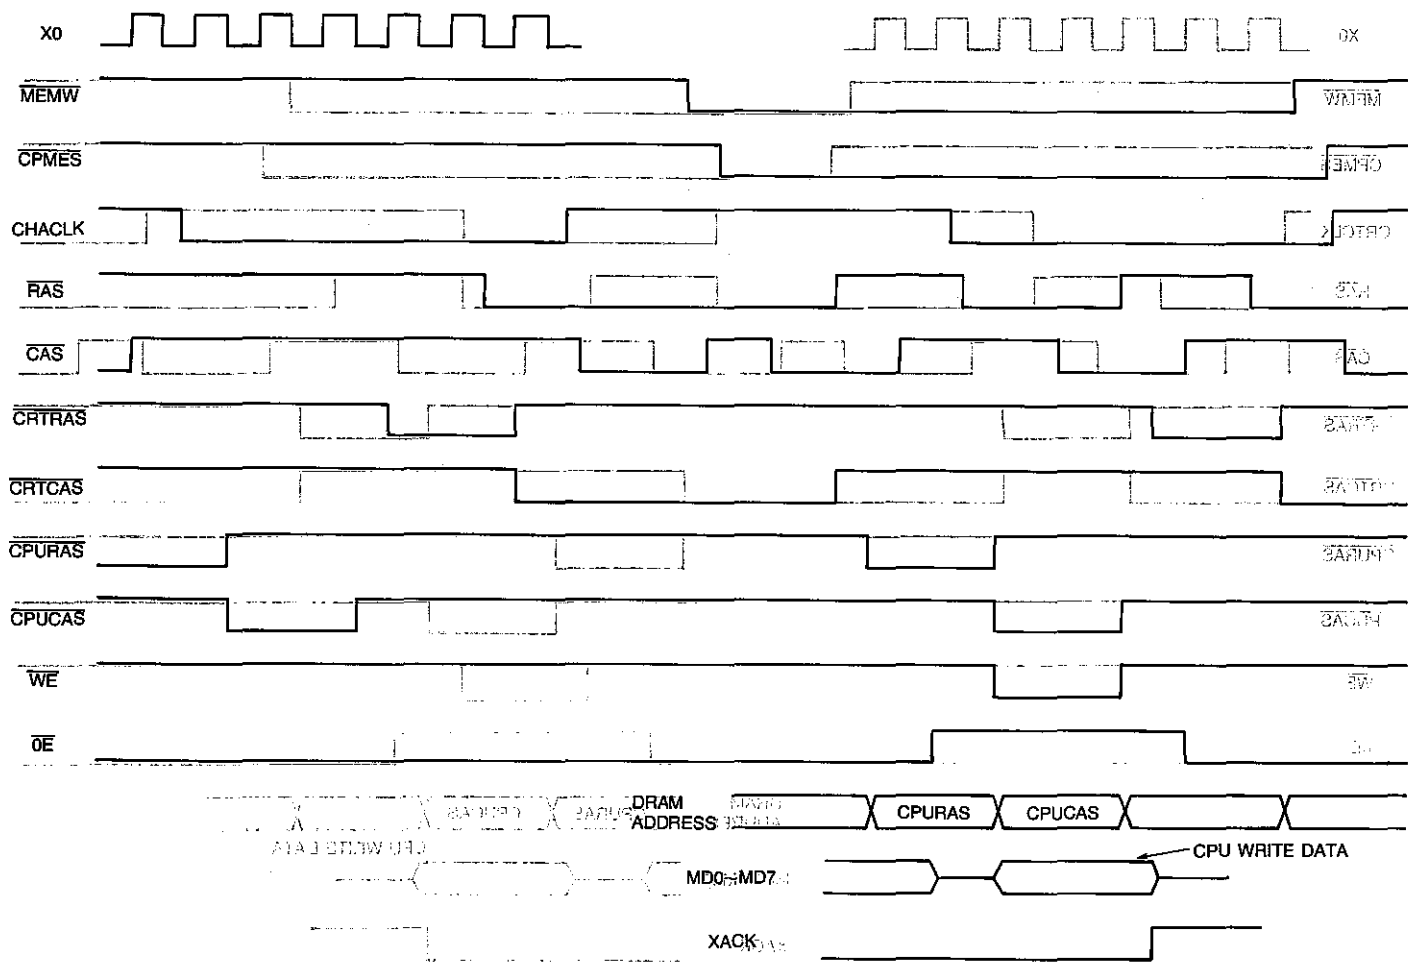 X0
MEMW
CPMES
CHACLK
RAS
CAS
CRTRAS
CRTCAS
CPURAS
CPUCAS
WE
0E
DRAM
ADDRESS
CPURAS
CPUCAS
CPU WRITE DATA
MD0~MD7
XACK